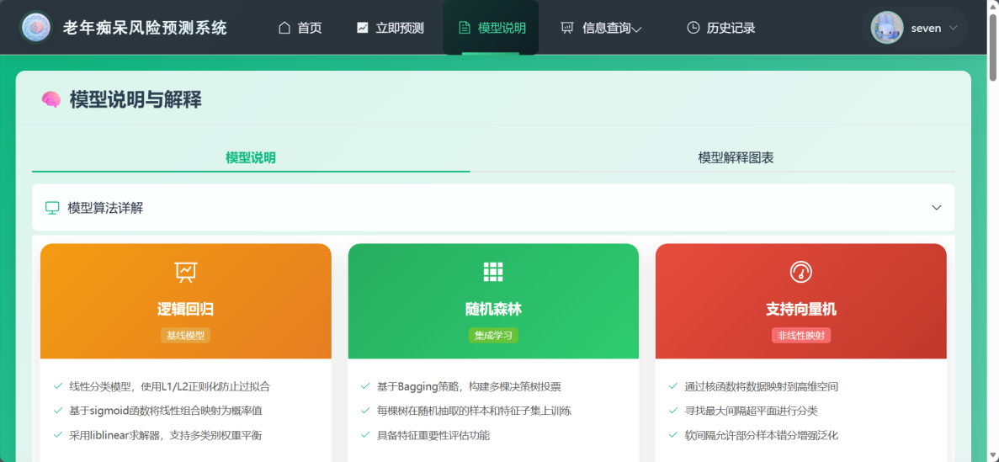 老年痴呆风险预测系统
首页
立即预测
模型说明
信息查询
历史记录
seven
模型说明与解释
模型说明
模型解释图表
模型算法详解
逻辑回归
基线模型
线性分类模型，使用L1/L2正则化防止过拟合
基于sigmoid函数将线性组合映射为概率值
采用liblinear求解器，支持多类别权重平衡
随机森林
集成学习
基于Bagging策略，构建多棵决策树投票
每棵树在随机抽取的样本和特征子集上训练
具备特征重要性评估功能
支持向量机
非线性映射
通过核函数将数据映射到高维空间
寻找最大间隔超平面进行分类
软间隔允许部分样本错分增强泛化